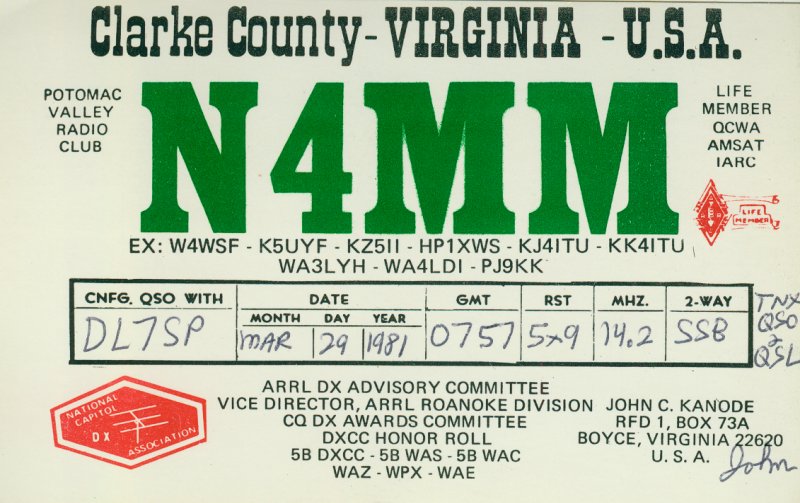 Clarke County - VIRGINIA - U.S.A.
POTOMAC
VALLEY
RADIO
CLUB
N4MM
LIFE
MEMBER
QCWA
AMSAT
IARC
LIFE
MEMBER
EX: W4WSF - K5UYF - KZ5II - HP1XWS - KJ4ITU - KK4ITU
WA3LYH - WA4LDI - PJ9KK
CNFG. QSO WITH DATE GMT RST MHZ. 2-WAY
MONTH DAY YEAR
DL7SP MAR 29 1981 0757 5x9 14.2 SSB
TNX
QSO
2
QSL
NATIONAL
CAPITOL
DX
ASSOCIATION
ARRL DX ADVISORY COMMITTEE
VICE DIRECTOR, ARRL ROANOKE DIVISION
CQ DX AWARDS COMMITTEE
DXCC HONOR ROLL
5B DXCC - 5B WAS - 5B WAC
WAZ - WPX - WAE
JOHN C. KANODE
RFD 1, BOX 73A
BOYCE, VIRGINIA 22620
U. S. A.
John